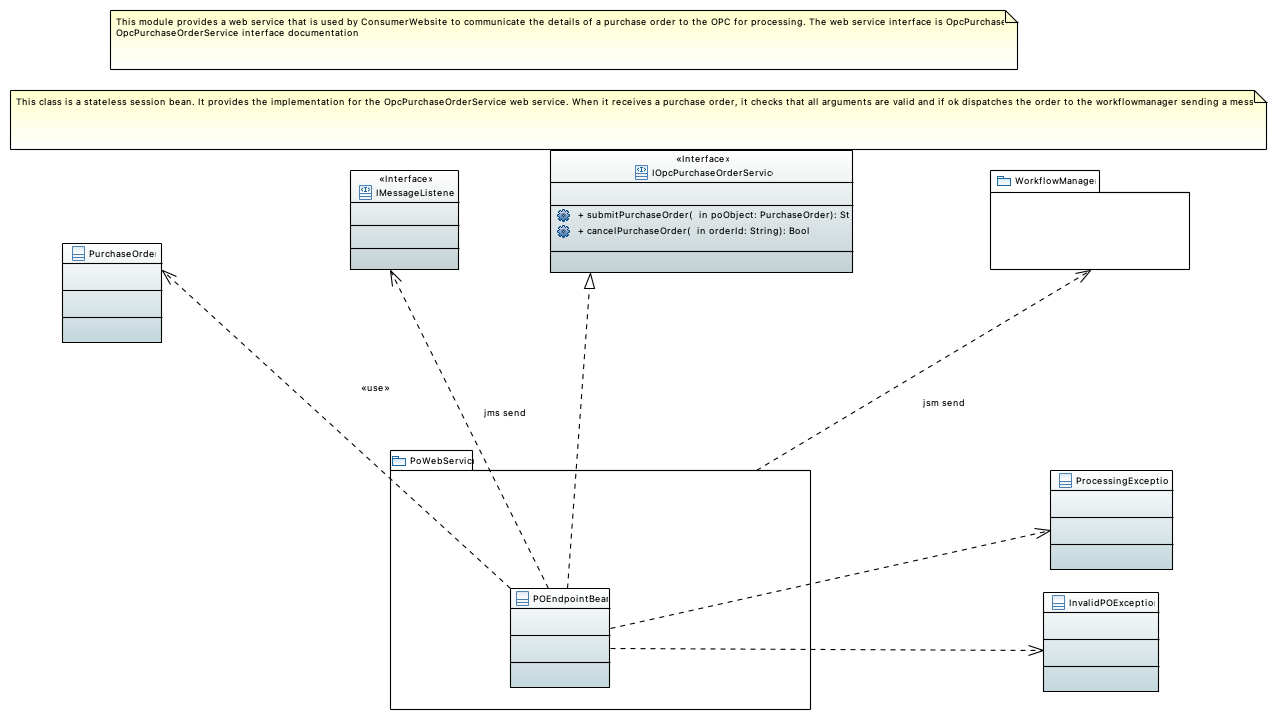 This module provides a web service that is used by ConsumerWebsite to communicate the details of a purchase order to the OPC for processing. The web service interface is OpcPurchase
OpcPurchaseOrderService interface documentation
This class is a stateless session bean. It provides the implementation for the OpcPurchaseOrderService web service. When it receives a purchase order, it checks that all arguments are valid and if ok dispatches the order to the workflowmanager sending a mess
«Interface»
IOpcPurchaseOrderServic
+ submitPurchaseOrder( in poObject: PurchaseOrder): St
+ cancelPurchaseOrder( in orderId: String): Bool
«Interface»
IMessageListene
WorkflowManager
PurchaseOrder
«use»
jms send
jsm send
PoWebServic
ProcessingExceptio
POEndpointBean
InvalidPOException